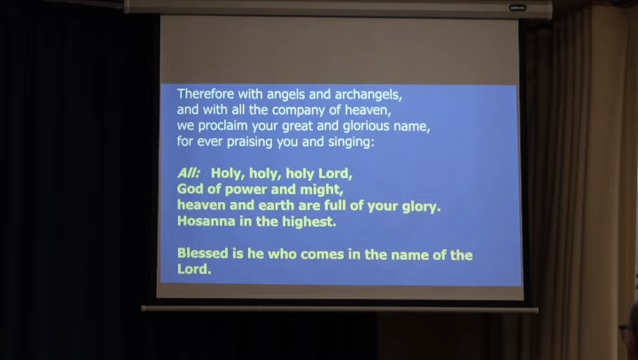 Therefore with angels and archangels,
and with all the company of heaven,
we proclaim your great and glorious name,
for ever praising you and singing:
All: Holy, holy, holy Lord,
God of power and might,
heaven and earth are full of your glory.
Hosanna in the highest.
Blessed is he who comes in the name of the
Lord.